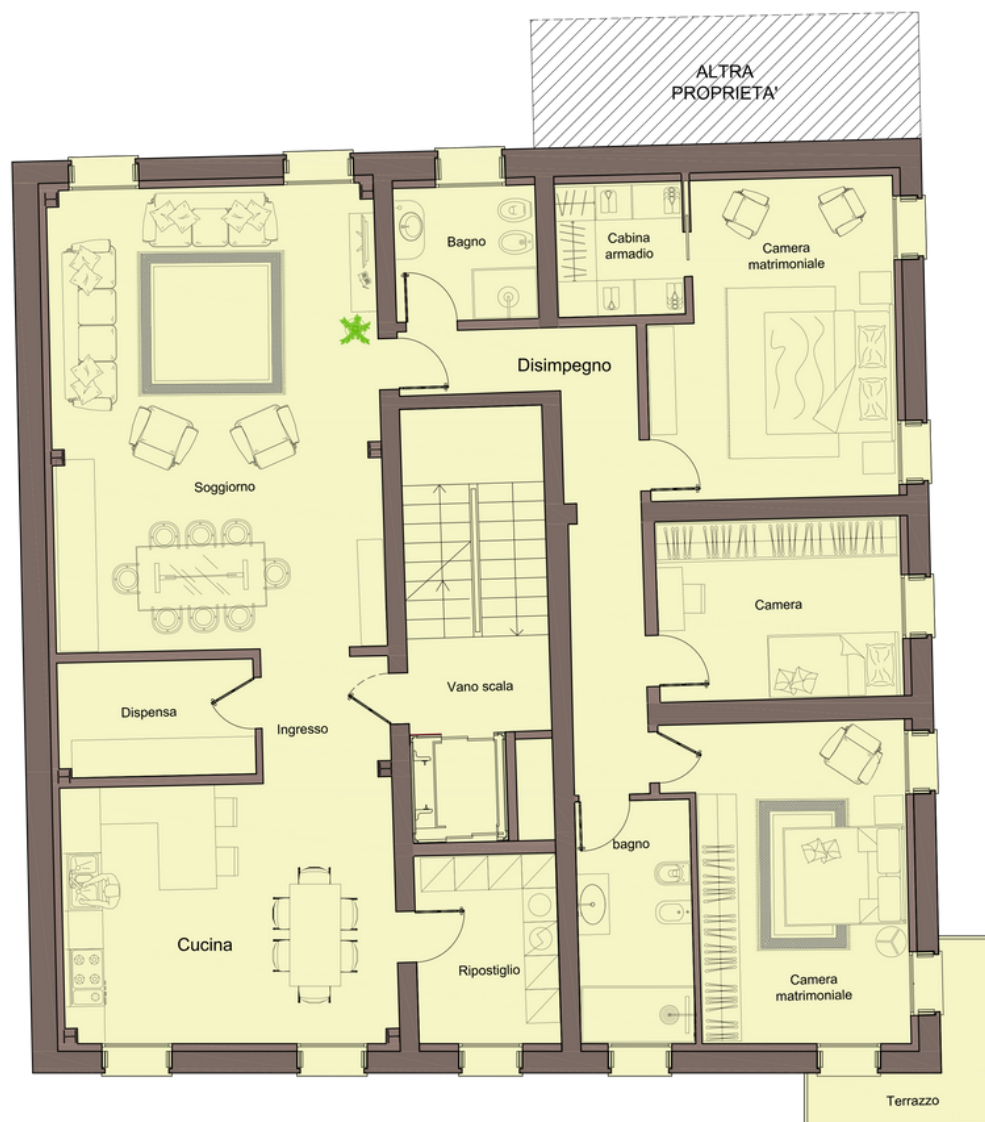 ALTRA
PROPRIETA'
Bagno
Cabina
armadio
Camera
matrimoniale
Disimpegno
Soggiorno
Camera
Vano scala
Dispensa
Ingresso
bagno
Cucina
Ripostiglio
Camera
matrimoniale
Terrazzo